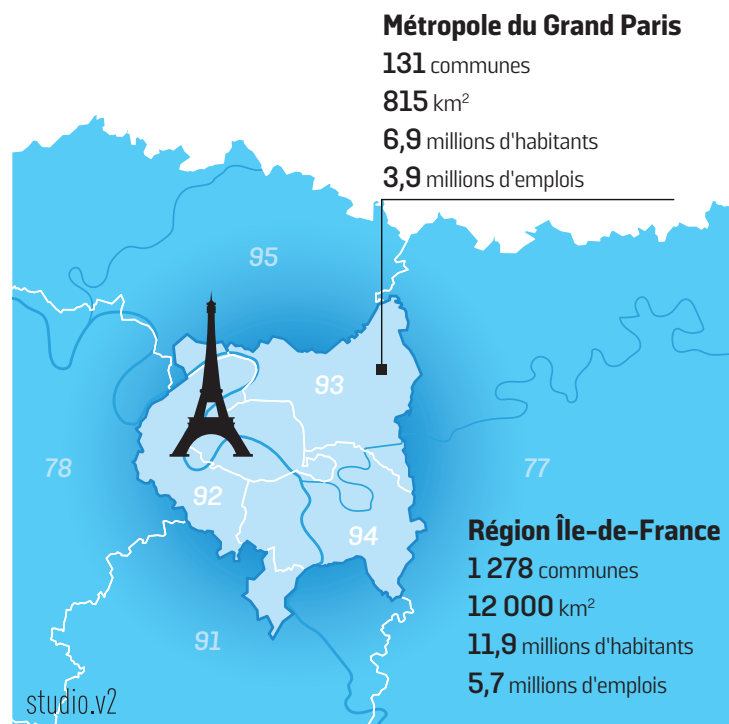 Métropole du Grand Paris
131 communes
815 km²
6,9 millions d'habitants
3,9 millions d'emplois
95
93
78
77
92
94
Région Île-de-France
1 278 communes
12 000 km²
11,9 millions d'habitants
5,7 millions d'emplois
91
studio.v2